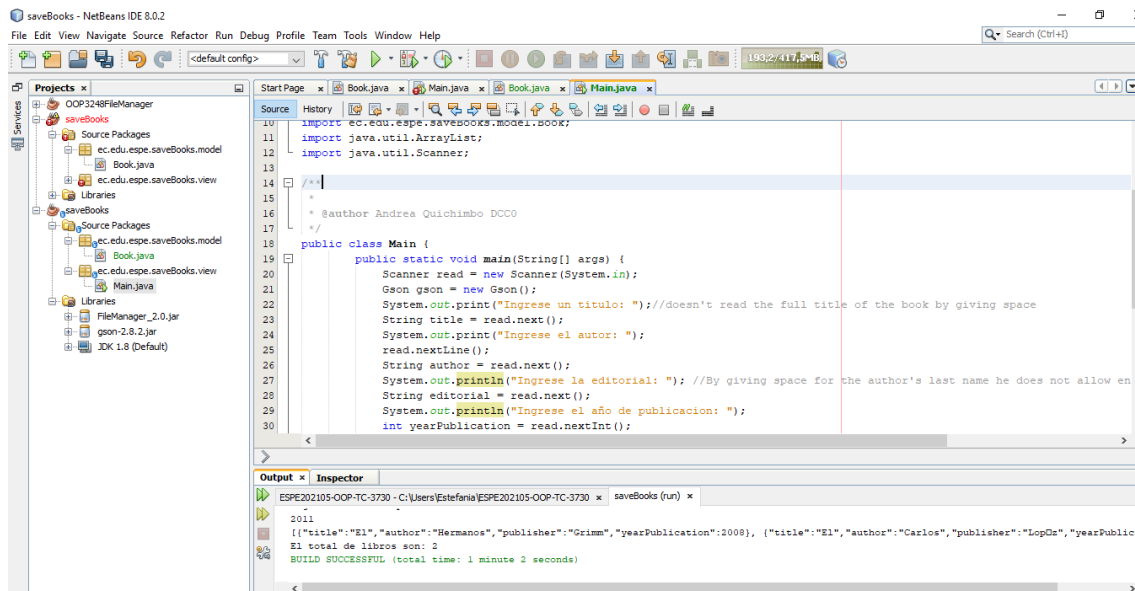 saveBooks - NetBeans IDE 8.0.2
File Edit View Navigate Source Refactor Run Debug Profile Team Tools Window Help
Search (Ctrl+I)
<default config>
193,2/417,5MB
Services
Projects
OOP3248FileManager
saveBooks
Source Packages
ec.edu.espe.saveBooks.model
Book.java
ec.edu.espe.saveBooks.view
Libraries
saveBooks
Source Packages
ec.edu.espe.saveBooks.model
Book.java
ec.edu.espe.saveBooks.view
Main.java
Libraries
FileManager_2.0.jar
gson-2.8.2.jar
JDK 1.8 (Default)
Start Page Book.java Main.java Book.java Main.java
Source History
10 import ec.edu.espe.saveBooks.model.Book;
11 import java.util.ArrayList;
12 import java.util.Scanner;
13
14 /**
15 *
16 * @author Andrea Quichimbo DCC0
17 */
18 public class Main {
19 public static void main(String[] args) {
20 Scanner read = new Scanner(System.in);
21 Gson gson = new Gson();
22 System.out.print("Ingrese un titulo: ");//doesn't read the full title of the book by giving space
23 String title = read.next();
24 System.out.print("Ingrese el autor: ");
25 read.nextLine();
26 String author = read.next();
27 System.out.println("Ingrese la editorial: "); //By giving space for the author's last name he does not allow en
28 String editorial = read.next();
29 System.out.println("Ingrese el año de publicacion: ");
30 int yearPublication = read.nextInt();
Output Inspector
ESPE202105-OOP-TC-3730 - C:\Users\Estefania\ESPE202105-OOP-TC-3730 saveBooks (run)
2011
[{"title":"El","author":"Hermanos","publisher":"Grimm","yearPublication":2008}, {"title":"El","author":"Carlos","publisher":"Lop□z","yearPublic
El total de libros son: 2
BUILD SUCCESSFUL (total time: 1 minute 2 seconds)